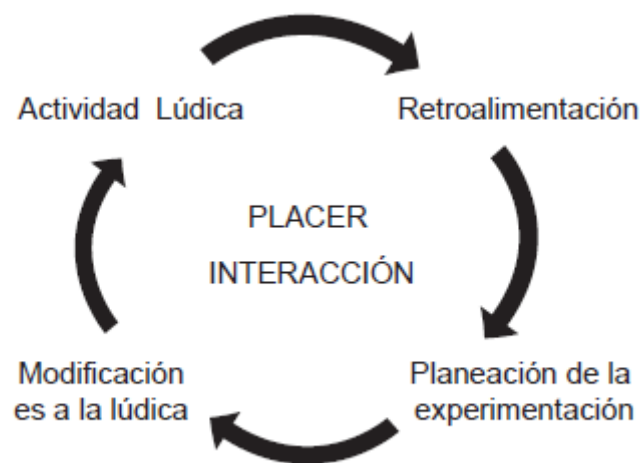 Actividad Lúdica
Retroalimentación
PLACER
INTERACCIÓN
Modificación
es a la lúdica
Planeación de la
experimentación